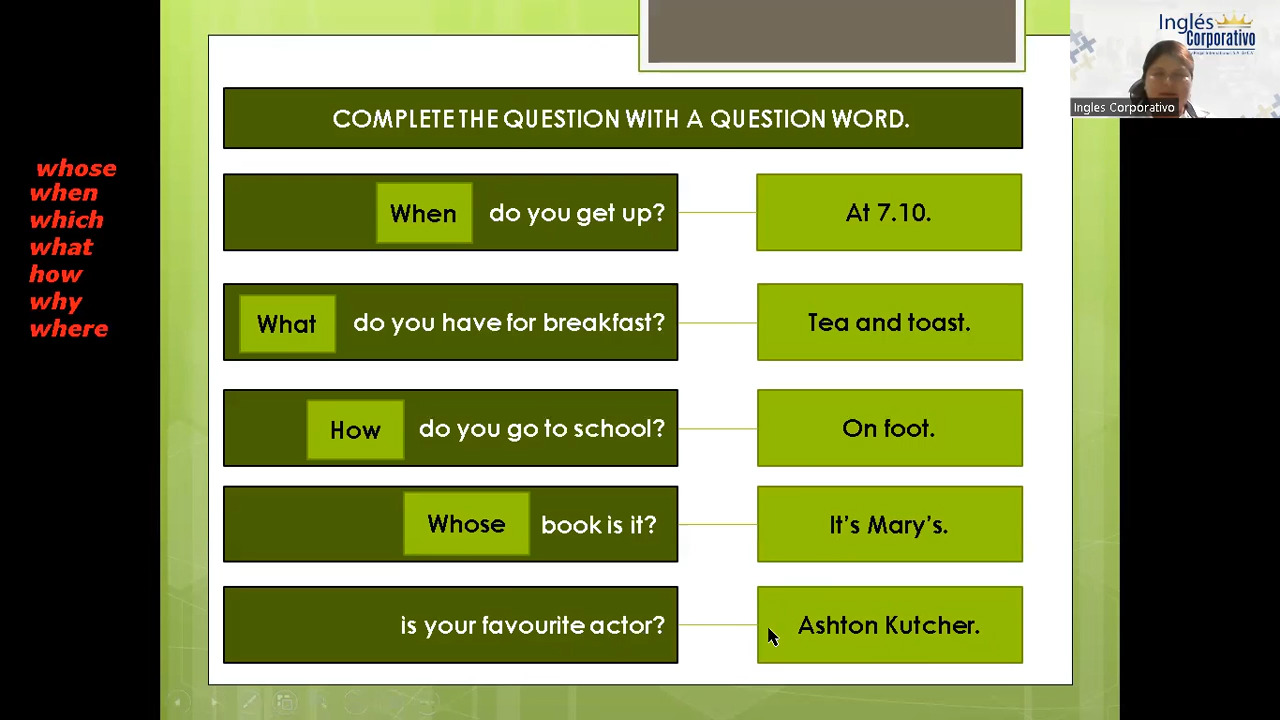 Inglés
Corporativo
Ingles Corporativo
COMPLETE THE QUESTION WITH A QUESTION WORD.
whose
when
which
what
how
why
where
When do you get up?
At 7.10.
What do you have for breakfast?
Tea and toast.
How do you go to school?
On foot.
Whose book is it?
It's Mary's.
is your favourite actor?
Ashton Kutcher.